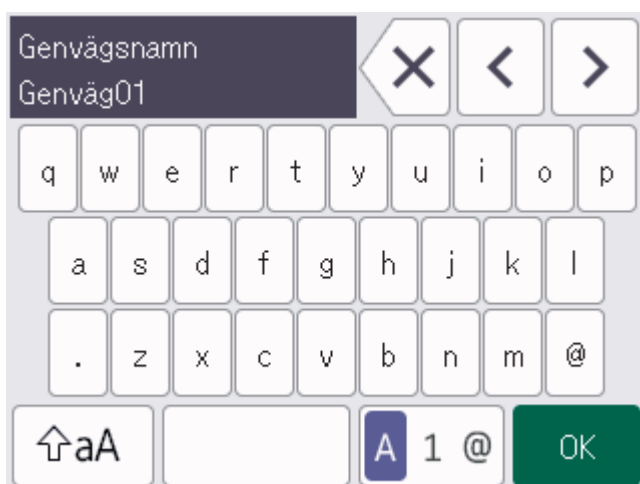 Genvägsnamn
Genväg01
q w e r t y u i o p
a s d f g h j k l
. z x c v b n m @
aA A 1 @ OK